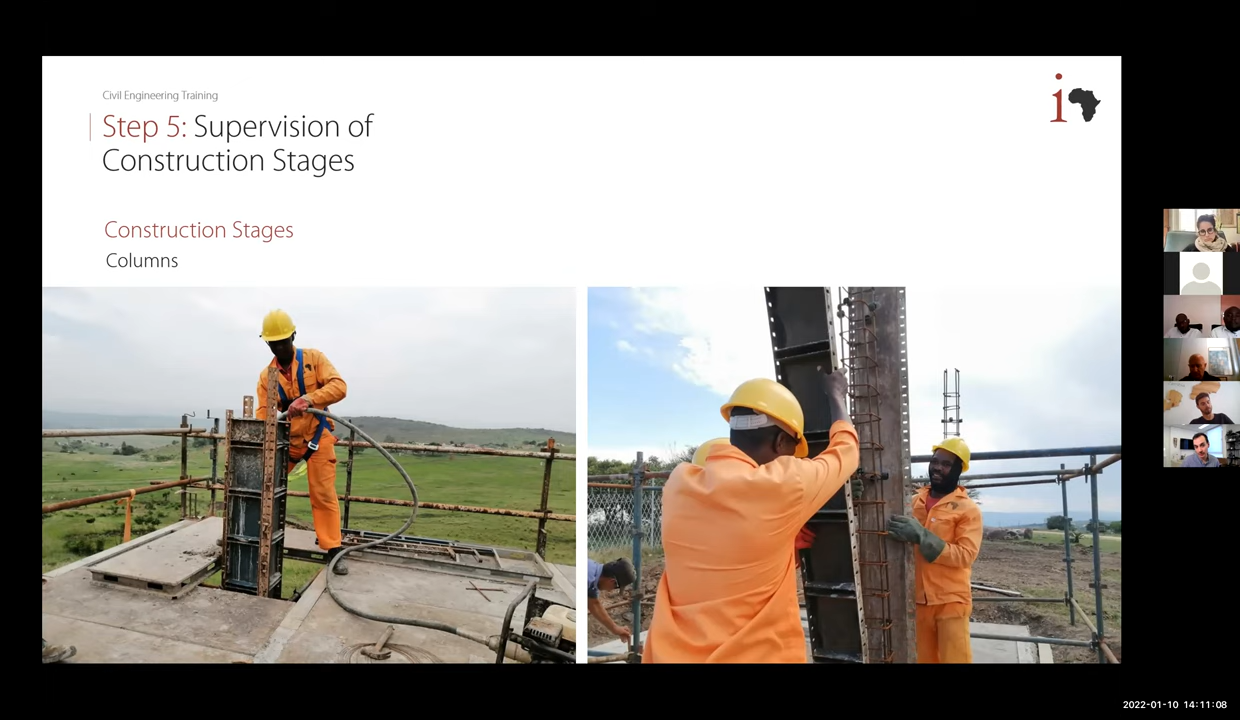 Civil Engineering Training
Step 5: Supervision of
Construction Stages
Construction Stages
Columns
i
2022-01-10 14:11:08